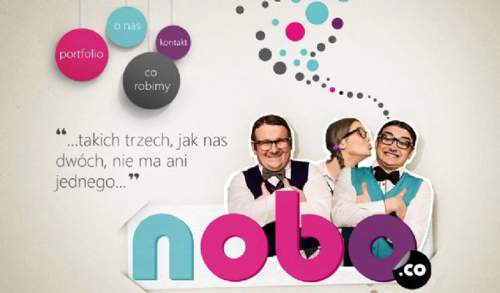 o nas
portfolio
kontakt
co
robimy
"...takich trzech, jak nas
dwóch, nie ma ani
jednego..."
nobo
.co